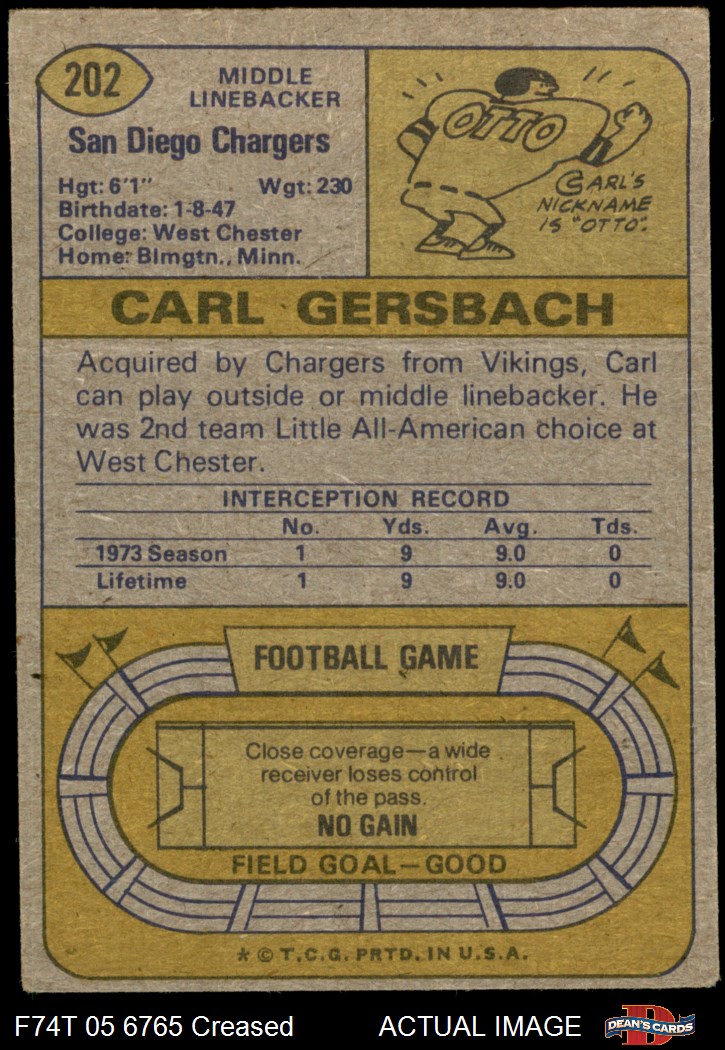 202
MIDDLE
LINEBACKER
San Diego Chargers
Hgt: 6'1" Wgt: 230
Birthdate: 1-8-47
College: West Chester
Home: Blmgtn., Minn.
OTTO
CARL'S
NICKNAME
IS "OTTO".
CARL GERSBACH
Acquired by Chargers from Vikings, Carl
can play outside or middle linebacker. He
was 2nd team Little All-American choice at
West Chester.
INTERCEPTION RECORD
No. Yds. Avg. Tds.
1973 Season 1 9 9.0 0
Lifetime 1 9 9.0 0
FOOTBALL GAME
Close coverage—a wide
receiver loses control
of the pass.
NO GAIN
FIELD GOAL—GOOD
* © T.C.G. PRTD. IN U.S.A.
F74T 05 6765 Creased ACTUAL IMAGE
D
DEAN'S CARDS